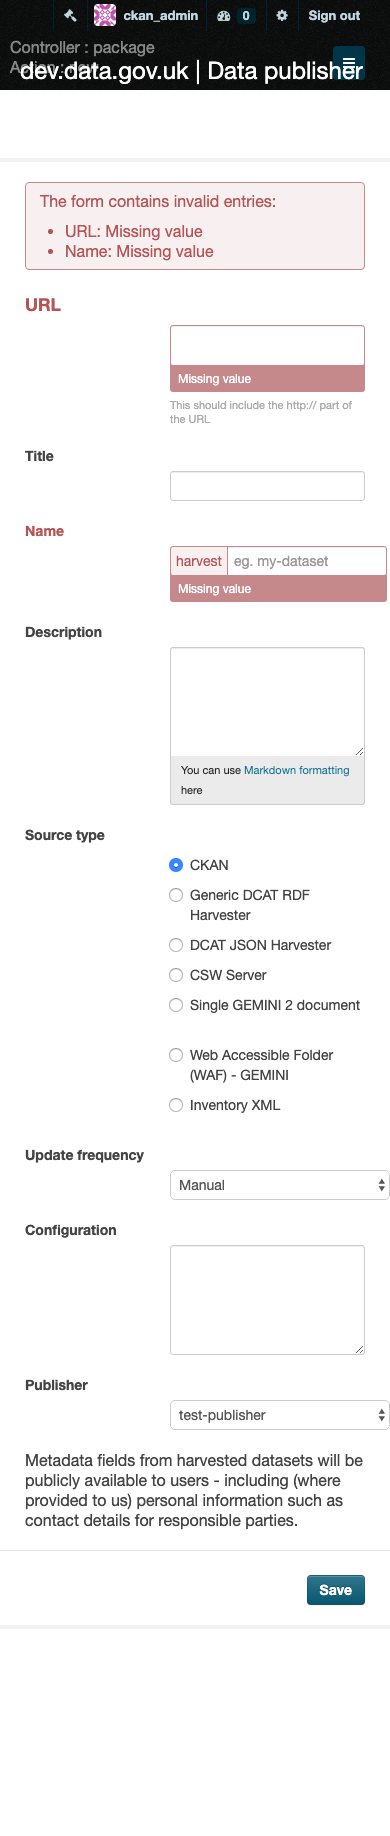 ckan_admin 0 Sign out
Controller : package
Action : new
dev.data.gov.uk | Data publisher
The form contains invalid entries:
URL: Missing value
Name: Missing value
URL
Missing value
This should include the http:// part of
the URL
Title
Name
harvest eg. my-dataset
Missing value
Description
You can use Markdown formatting
here
Source type
CKAN
Generic DCAT RDF
Harvester
DCAT JSON Harvester
CSW Server
Single GEMINI 2 document
Web Accessible Folder
(WAF) - GEMINI
Inventory XML
Update frequency
Manual
Configuration
Publisher
test-publisher
Metadata fields from harvested datasets will be
publicly available to users - including (where
provided to us) personal information such as
contact details for responsible parties.
Save